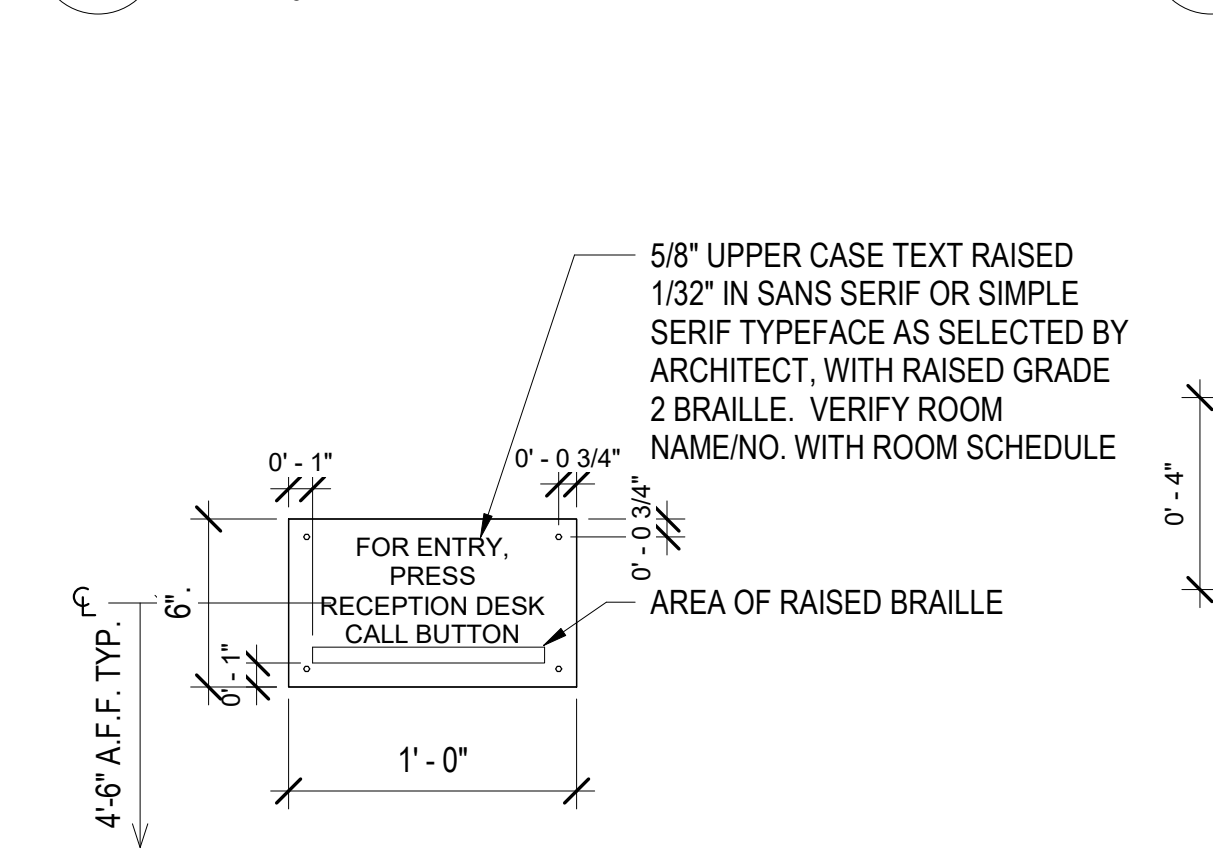 5/8" UPPER CASE TEXT RAISED
1/32" IN SANS SERIF OR SIMPLE
SERIF TYPEFACE AS SELECTED BY
ARCHITECT, WITH RAISED GRADE
2 BRAILLE. VERIFY ROOM
NAME/NO. WITH ROOM SCHEDULE
0' - 1"
0' - 0 3/4"
0' - 0 3/4"
0' - 4"
FOR ENTRY,
PRESS
RECEPTION DESK
CALL BUTTON
AREA OF RAISED BRAILLE
℄
6".
0' - 1"
4'-6" A.F.F. TYP.
1' - 0"